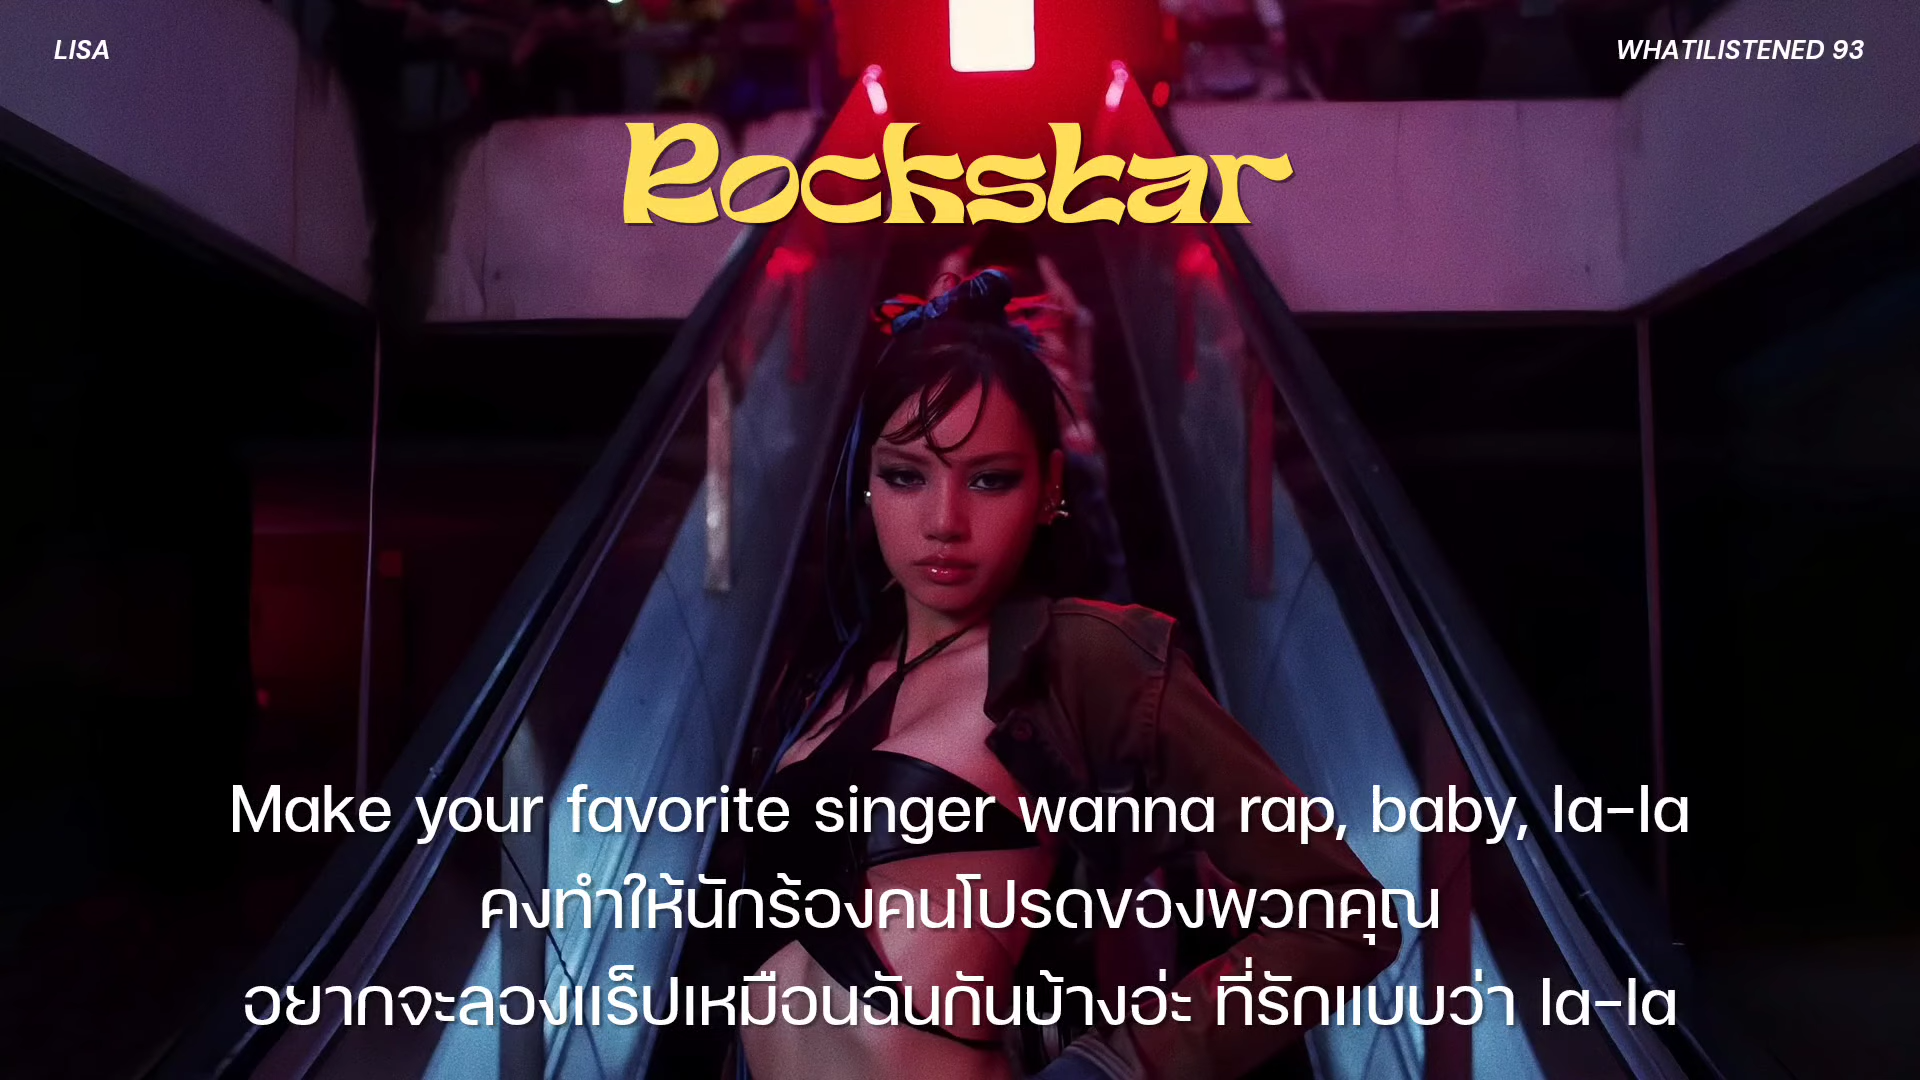 LISA
WHATILISTENED 93
Rockstar
Make your favorite singer wanna rap, baby, la-la
คงทำให้นักร้องคนโปรดของพวกคุณ
อยากจะลองแร็ปเหมือนฉันกันบ้างอ่ะ ที่รักแบบว่า la-la